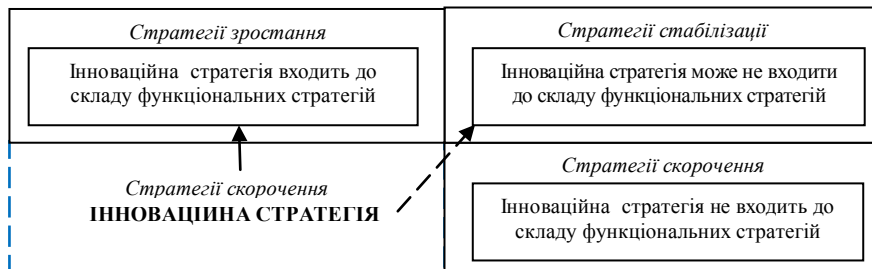 Стратегії зростання
Інноваційна стратегія входить до
складу функціональних стратегій
Стратегії стабілізації
Інноваційна стратегія може не входити
до складу функціональних стратегій
Стратегії скорочення
ІННОВАЦІЙНА СТРАТЕГІЯ
Стратегії скорочення
Інноваційна стратегія не входить до
складу функціональних стратегій